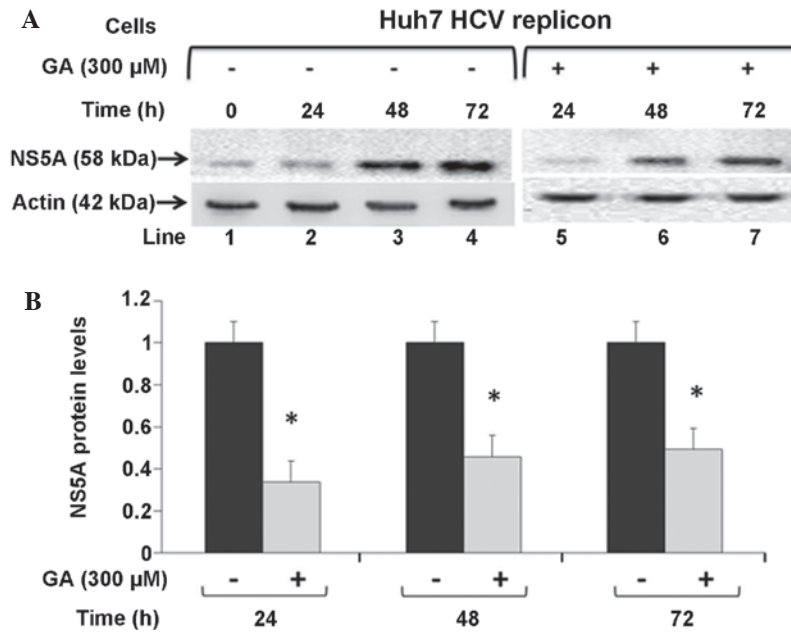 A
Cells
Huh7 HCV replicon
GA (300 µM) - - - - + + +
Time (h) 0 24 48 72 24 48 72
NS5A (58 kDa)
Actin (42 kDa)
Line 1 2 3 4 5 6 7
B
NS5A protein levels
1.2
1
0.8
0.6
0.4
0.2
0
* * *
GA (300 µM) - + - + - +
Time (h) 24 48 72